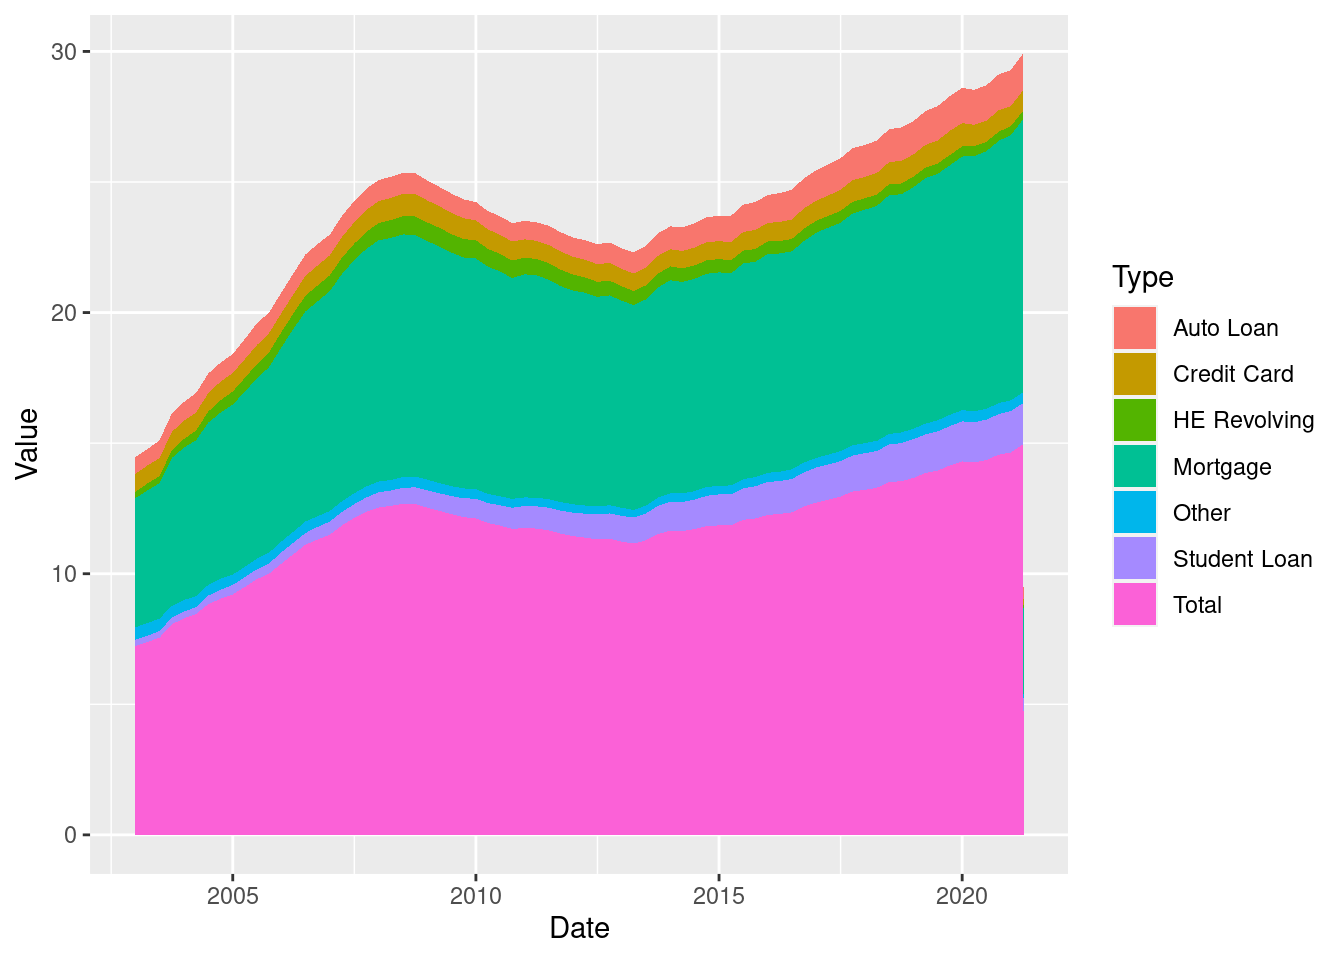 30
20
10
0
Value
2005
2010
2015
2020
Date
Type
Auto Loan
Credit Card
HE Revolving
Mortgage
Other
Student Loan
Total